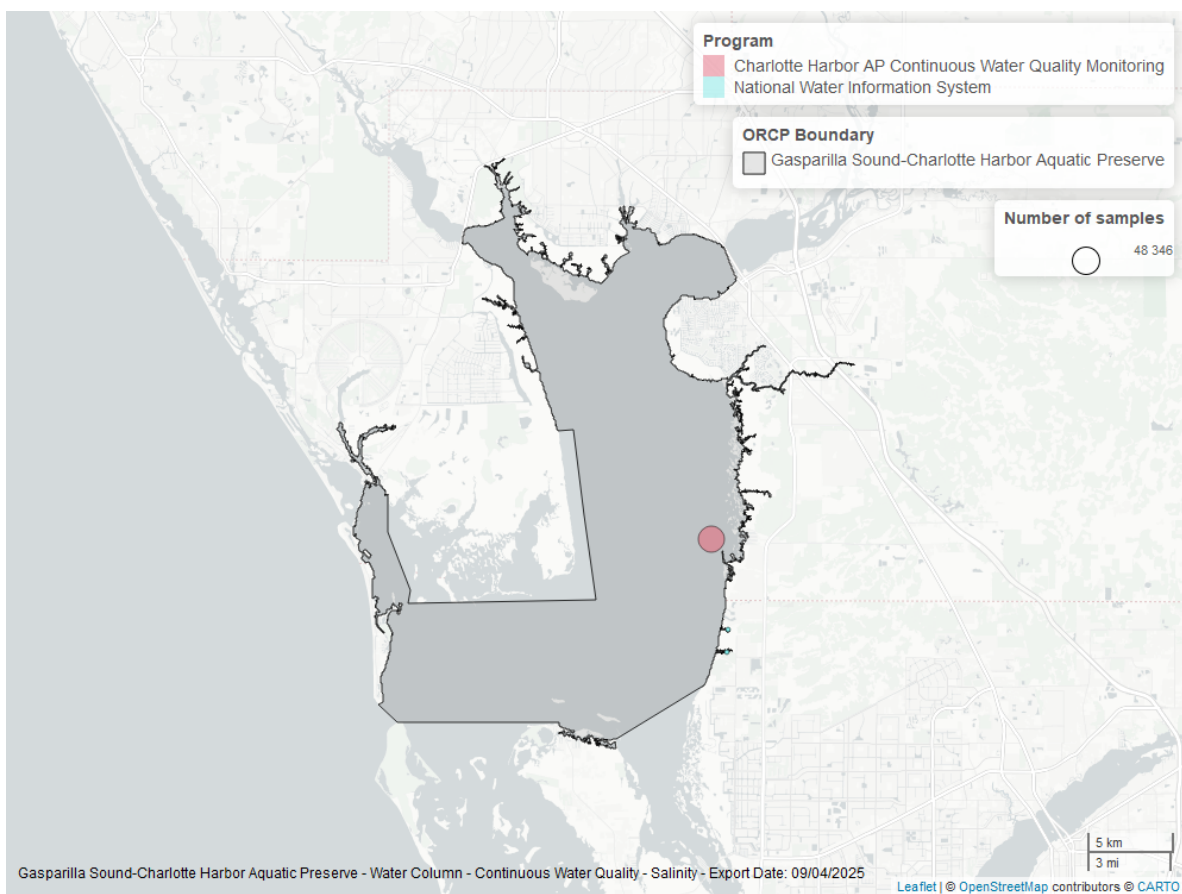 Program
Charlotte Harbor AP Continuous Water Quality Monitoring
National Water Information System
ORCP Boundary
Gasparilla Sound-Charlotte Harbor Aquatic Preserve
Number of samples
48 346
5 km
3 mi
Gasparilla Sound-Charlotte Harbor Aquatic Preserve - Water Column - Continuous Water Quality - Salinity - Export Date: 09/04/2025
Leaflet | © OpenStreetMap contributors © CARTO